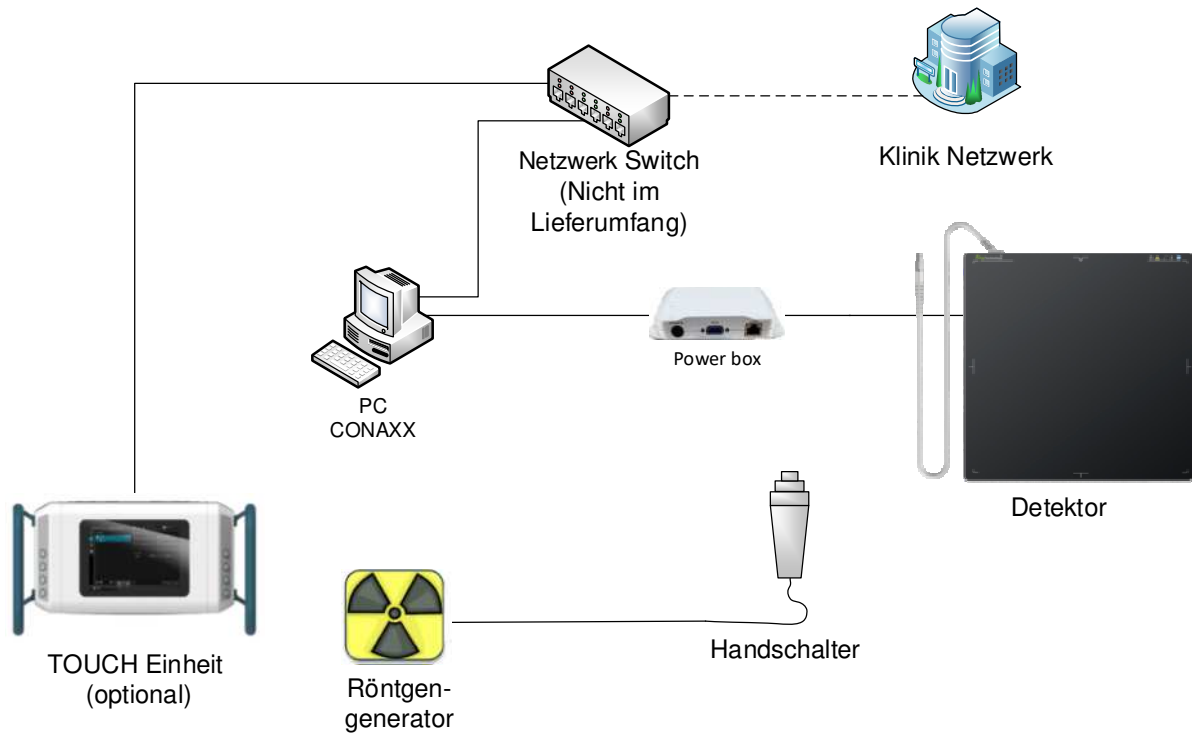 Netzwerk Switch
(Nicht im
Lieferumfang)
Klinik Netzwerk
Power box
PC
CONAXX
Detektor
TOUCH Einheit
(optional)
Röntgen-
generator
Handschalter